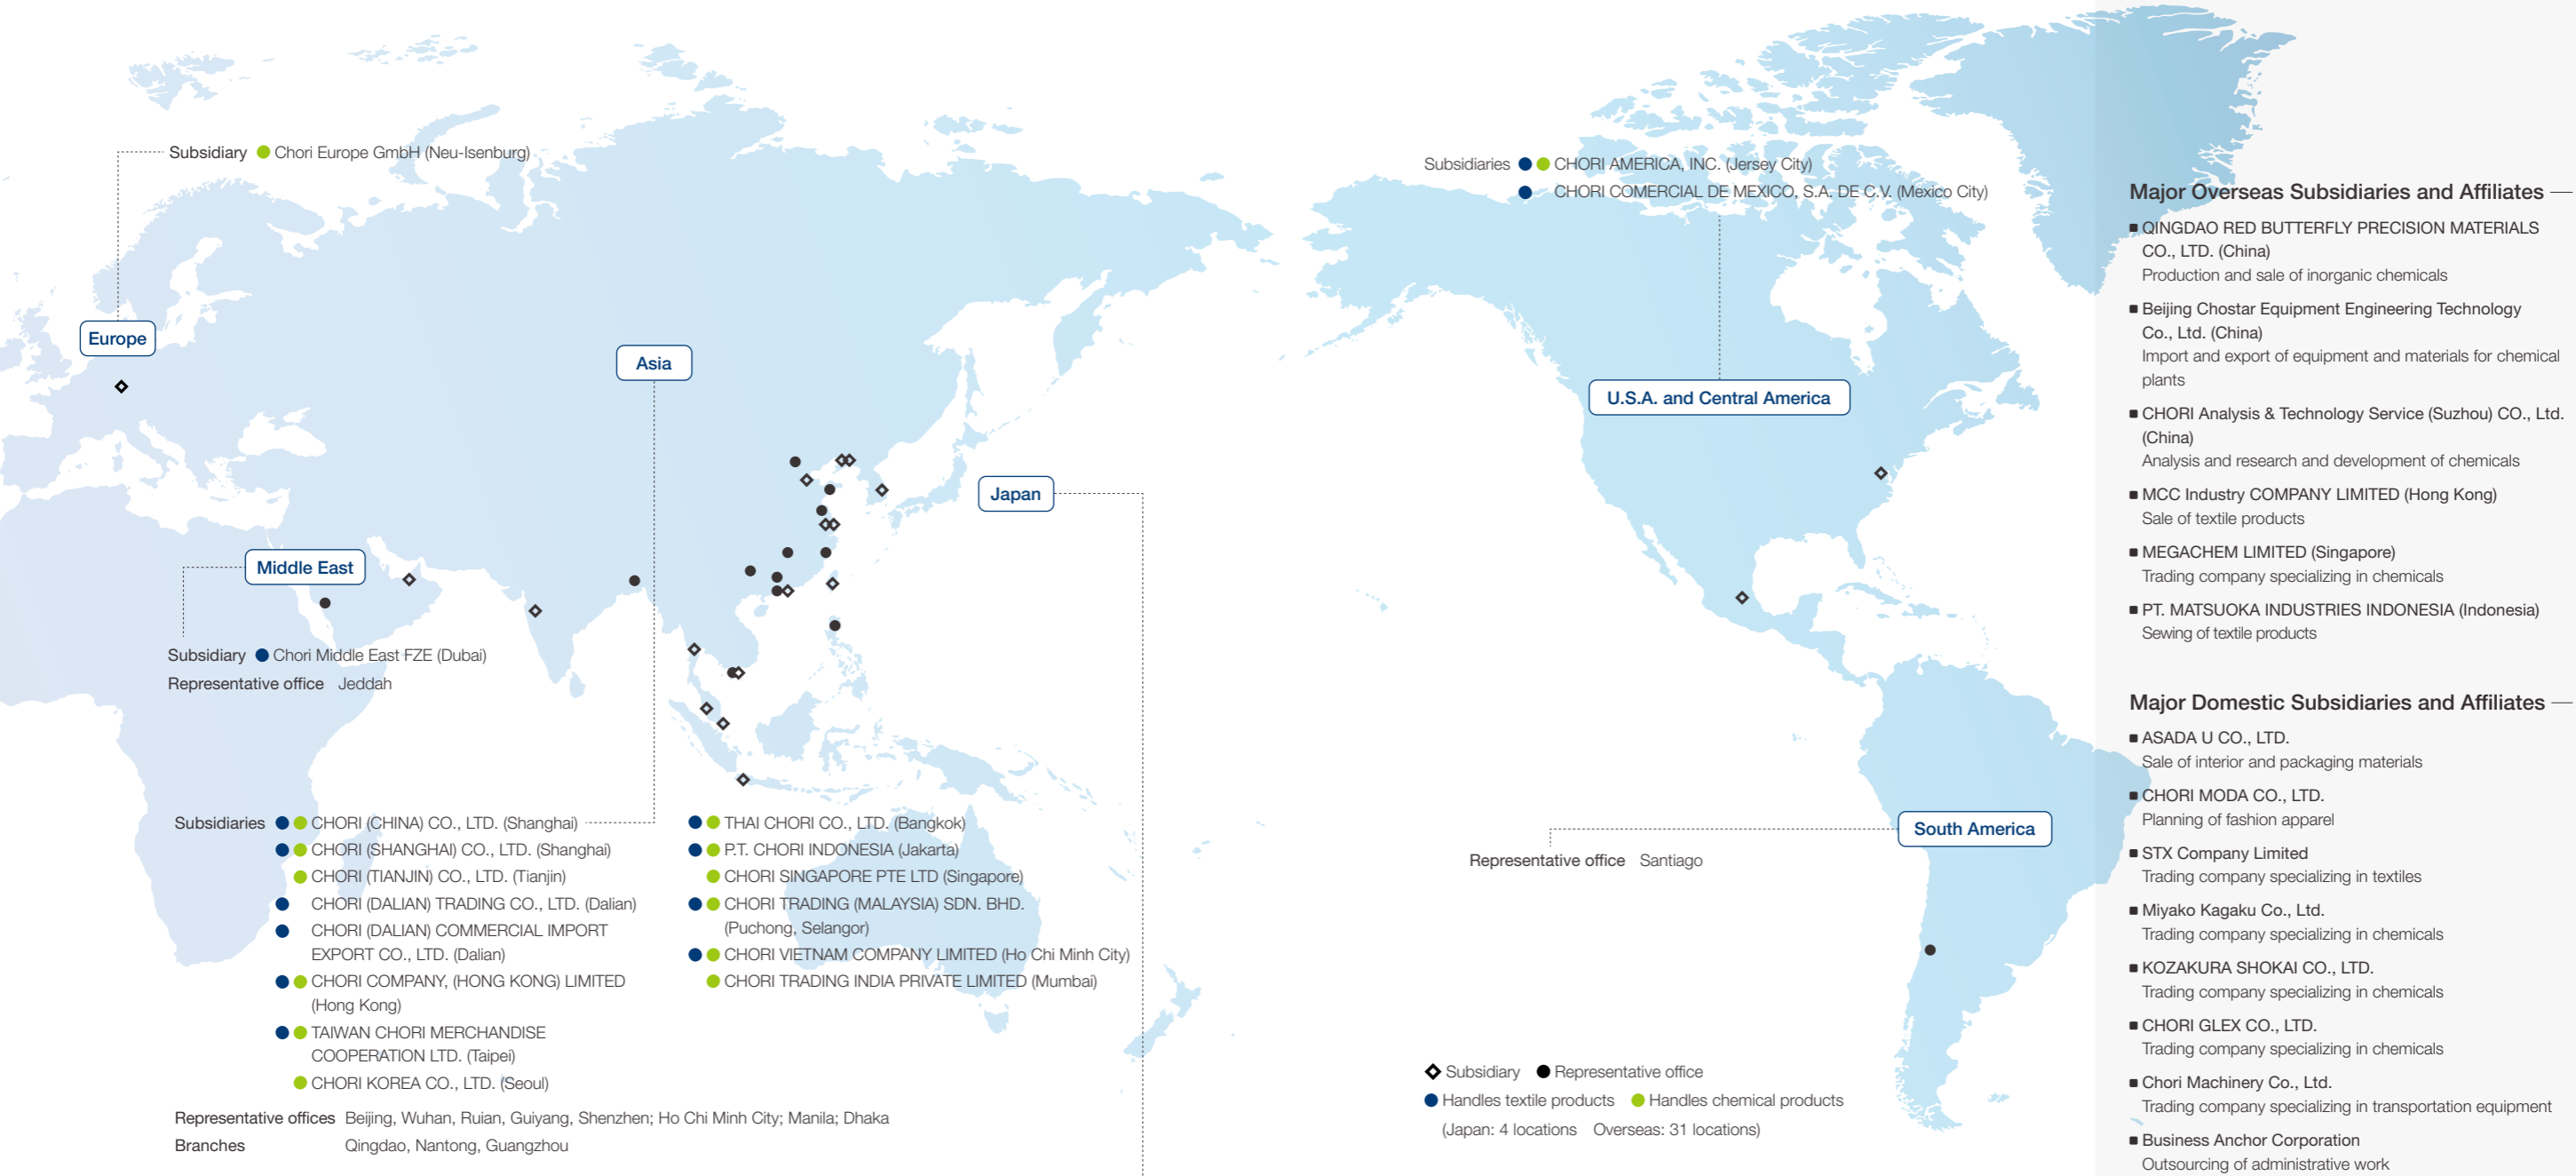 Subsidiary Chori Europe GmbH (Neu-Isenburg)
Europe
Asia
Japan
Middle East
Subsidiary Chori Middle East FZE (Dubai)
Representative office Jeddah
Subsidiaries CHORI (CHINA) CO., LTD. (Shanghai)
CHORI (SHANGHAI) CO., LTD. (Shanghai)
CHORI (TIANJIN) CO., LTD. (Tianjin)
CHORI (DALIAN) TRADING CO., LTD. (Dalian)
CHORI (DALIAN) COMMERCIAL IMPORT
EXPORT CO., LTD. (Dalian)
CHORI COMPANY, (HONG KONG) LIMITED
(Hong Kong)
TAIWAN CHORI MERCHANDISE
COOPERATION LTD. (Taipei)
CHORI KOREA CO., LTD. (Seoul)
THAI CHORI CO., LTD. (Bangkok)
P.T. CHORI INDONESIA (Jakarta)
CHORI SINGAPORE PTE LTD (Singapore)
CHORI TRADING (MALAYSIA) SDN. BHD.
(Puchong, Selangor)
CHORI VIETNAM COMPANY LIMITED (Ho Chi Minh City)
CHORI TRADING INDIA PRIVATE LIMITED (Mumbai)
Representative offices Beijing, Wuhan, Ruian, Guiyang, Shenzhen; Ho Chi Minh City; Manila; Dhaka
Branches Qingdao, Nantong, Guangzhou
Subsidiaries CHORI AMERICA, INC. (Jersey City)
CHORI COMERCIAL DE MEXICO, S.A. DE C.V. (Mexico City)
U.S.A. and Central America
South America
Representative office Santiago
Subsidiary Representative office
Handles textile products Handles chemical products
(Japan: 4 locations Overseas: 31 locations)
Major Overseas Subsidiaries and Affiliates
QINGDAO RED BUTTERFLY PRECISION MATERIALS
CO., LTD. (China)
Production and sale of inorganic chemicals
Beijing Chostar Equipment Engineering Technology
Co., Ltd. (China)
Import and export of equipment and materials for chemical
plants
CHORI Analysis & Technology Service (Suzhou) CO., Ltd.
(China)
Analysis and research and development of chemicals
MCC Industry COMPANY LIMITED (Hong Kong)
Sale of textile products
MEGACHEM LIMITED (Singapore)
Trading company specializing in chemicals
PT. MATSUOKA INDUSTRIES INDONESIA (Indonesia)
Sewing of textile products
Major Domestic Subsidiaries and Affiliates
ASADA U CO., LTD.
Sale of interior and packaging materials
CHORI MODA CO., LTD.
Planning of fashion apparel
STX Company Limited
Trading company specializing in textiles
Miyako Kagaku Co., Ltd.
Trading company specializing in chemicals
KOZAKURA SHOKAI CO., LTD.
Trading company specializing in chemicals
CHORI GLEX CO., LTD.
Trading company specializing in chemicals
Chori Machinery Co., Ltd.
Trading company specializing in transportation equipment
Business Anchor Corporation
Outsourcing of administrative work